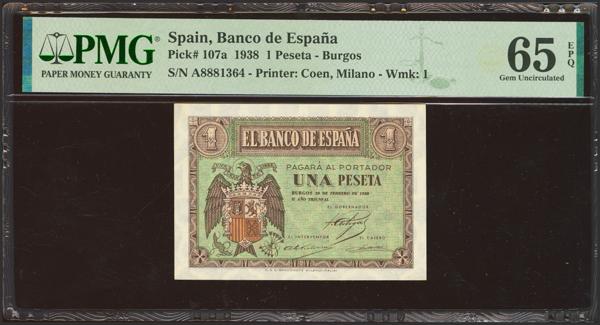 PMG
PAPER MONEY GUARANTY
Spain, Banco de España
Pick# 107a 1938 1 Peseta - Burgos
S/N A8881364 - Printer: Coen, Milano - Wmk: 1
65 EPQ
Gem Uncirculated
1 1
EL BANCO DE ESPAÑA
PAGARÁ AL PORTADOR
UNA PESETA
BURGOS 28 DE FEBRERO DE 1938
II AÑO TRIUNFAL
EL GOBERNADOR
EL INTERVENTOR EL CAJERO